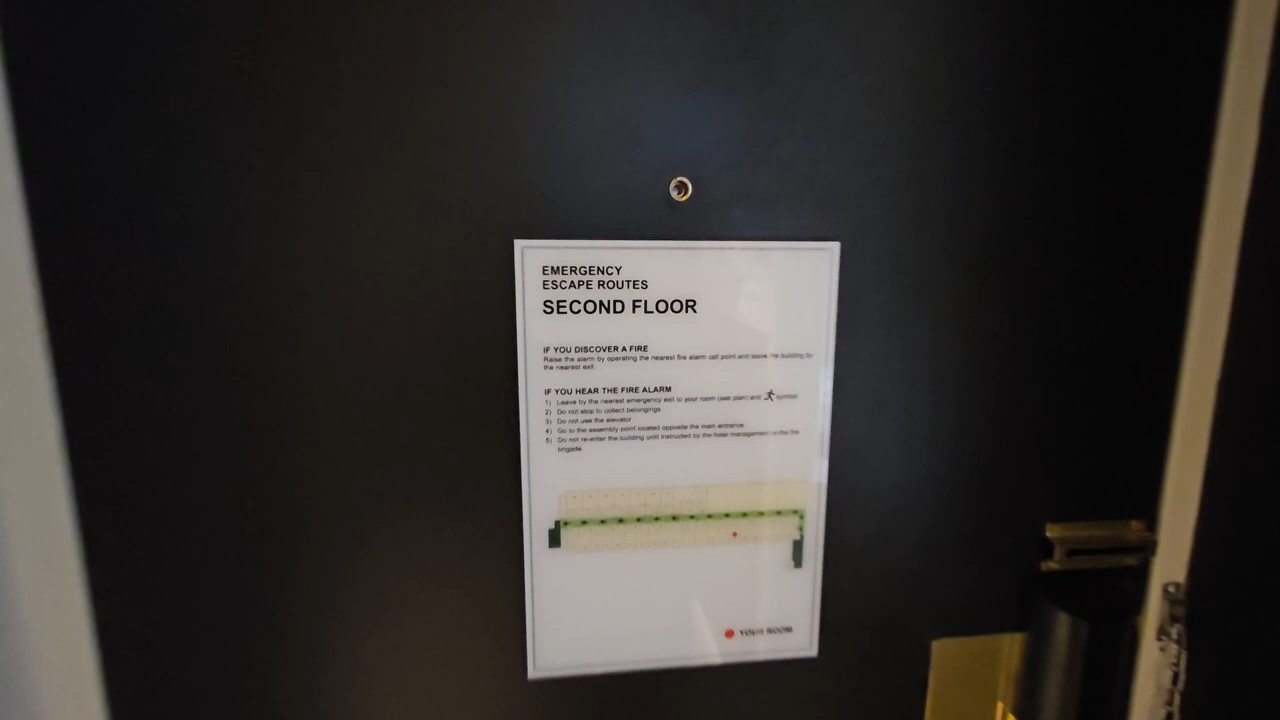 EMERGENCY
ESCAPE ROUTES
SECOND FLOOR
IF YOU DISCOVER A FIRE
Raise the alarm by operating the nearest fire alarm call point and leave the building by
the nearest exit.
IF YOU HEAR THE FIRE ALARM
1) Leave by the nearest emergency exit to your room (see plan) and symbol
2) Do not stop to collect belongings
3) Do not use the elevator
4) Go to the assembly point located opposite the main entrance
5) Do not re-enter the building until instructed by the hotel management or the fire
brigade
YOUR ROOM